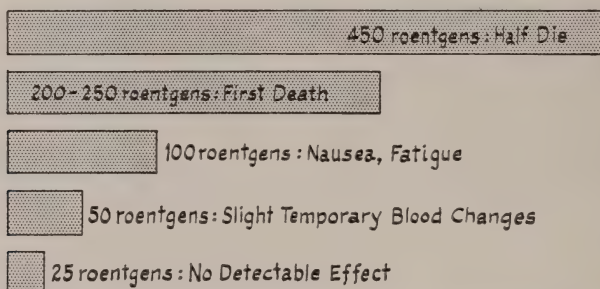 450 roentgens: Half Die
200-250 roentgens: First Death
100 roentgens: Nausea, Fatigue
50 roentgens: Slight Temporary Blood Changes
25 roentgens: No Detectable Effect